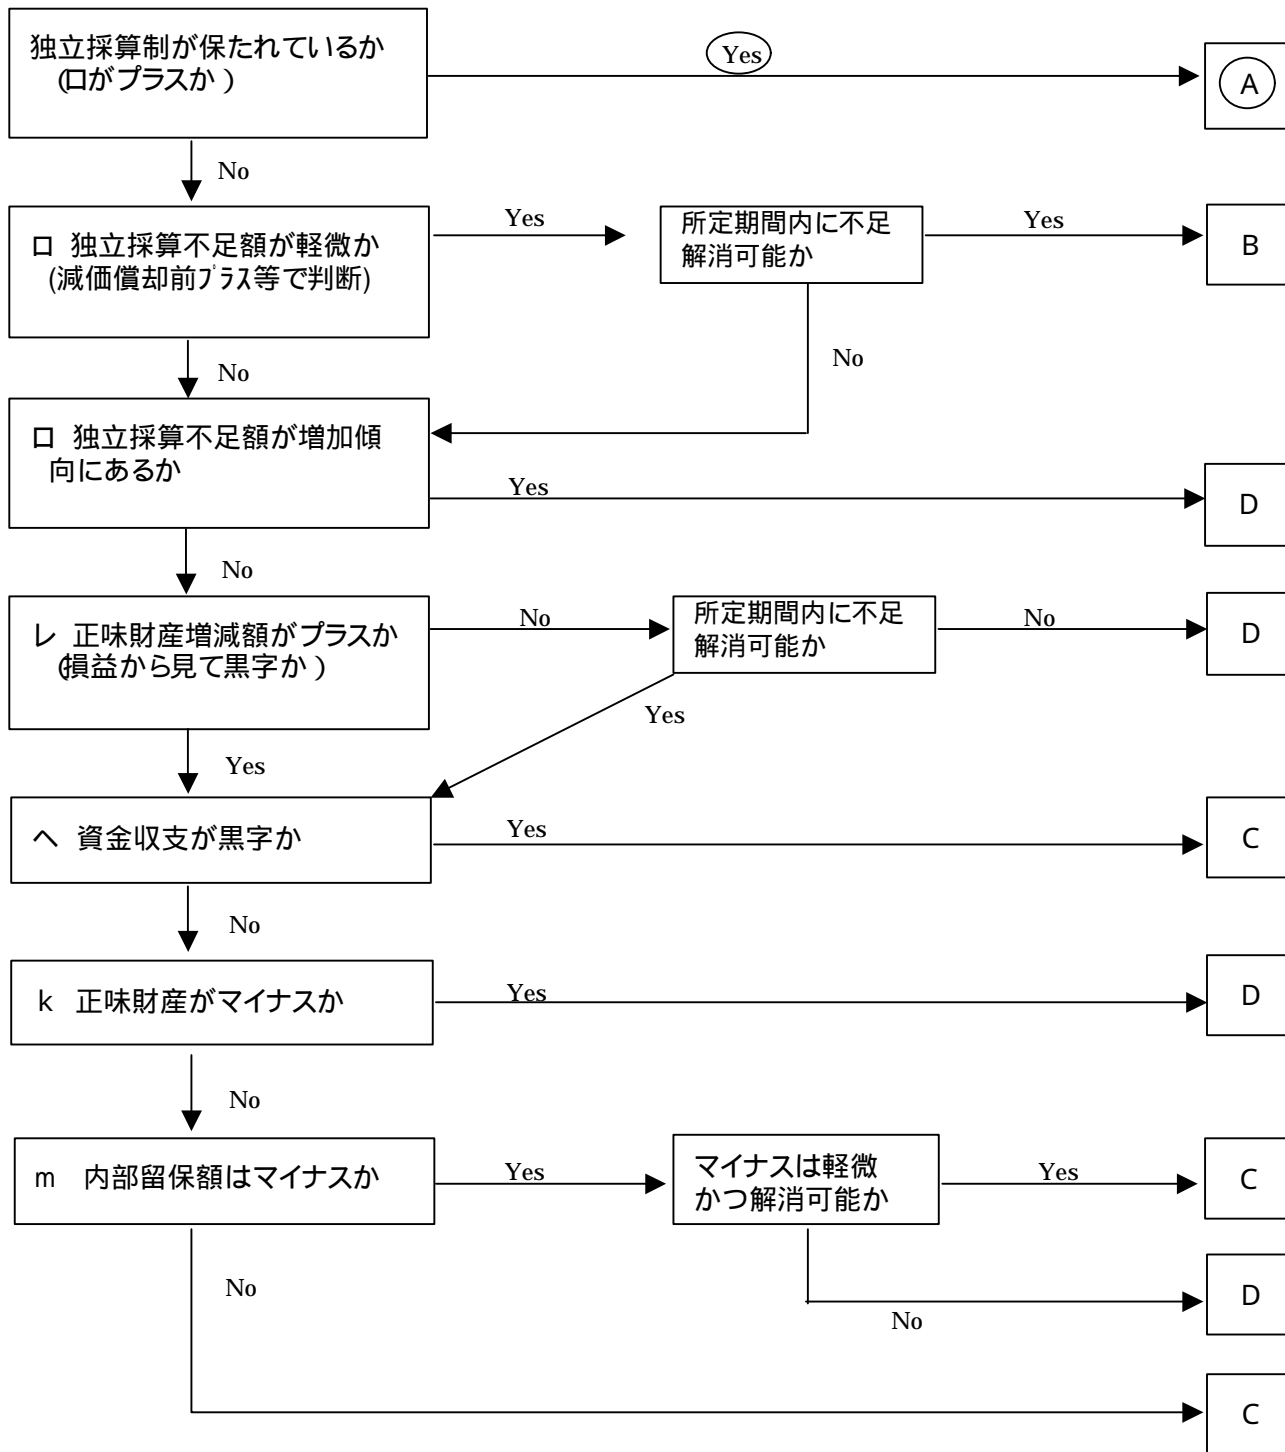 独立採算制が保たれているか
(ロがプラスか)
Yes
A
No
ロ 独立採算不足額が軽微か
(減価償却前プラス等で判断)
Yes
所定期間内に不足
解消可能か
Yes
B
No
No
ロ 独立採算不足額が増加傾
向にあるか
Yes
D
No
レ 正味財産増減額がプラスか
(損益から見て黒字か)
No
所定期間内に不足
解消可能か
No
D
Yes
Yes
ヘ 資金収支が黒字か
Yes
C
No
k 正味財産がマイナスか
Yes
D
No
m 内部留保額はマイナスか
Yes
マイナスは軽微
かつ解消可能か
Yes
C
No
No
D
C